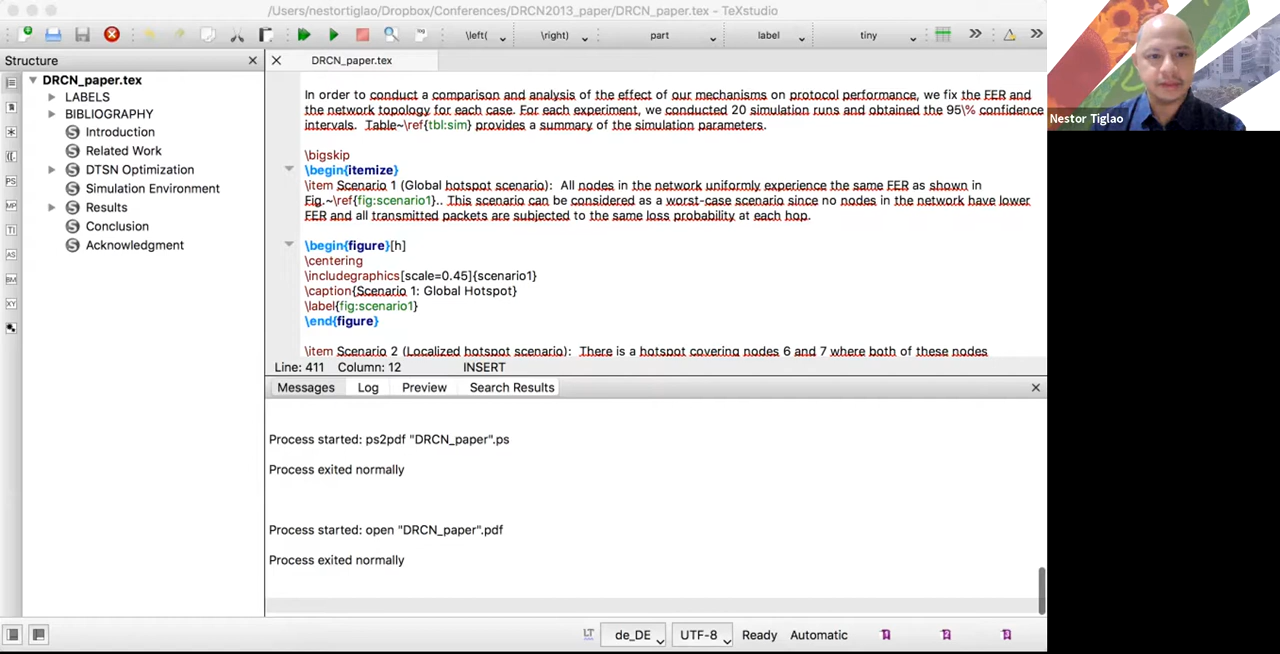 /Users/nestortiglao/Dropbox/Conferences/DRCN2013_paper/DRCN_paper.tex - TeXstudio
\left( \right) part label tiny
Structure
DRCN_paper.tex
DRCN_paper.tex
LABELS
BIBLIOGRAPHY
Introduction
Related Work
DTSN Optimization
Simulation Environment
Results
Conclusion
Acknowledgment
In order to conduct a comparison and analysis of the effect of our mechanisms on protocol performance, we fix the FER and
the network topology for each case. For each experiment, we conducted 20 simulation runs and obtained the 95\% confidence
intervals. Table~\ref{tbl:sim} provides a summary of the simulation parameters.
\bigskip
\begin{itemize}
\item Scenario 1 (Global hotspot scenario): All nodes in the network uniformly experience the same FER as shown in
Fig.~\ref{fig:scenario1}.. This scenario can be considered as a worst-case scenario since no nodes in the network have lower
FER and all transmitted packets are subjected to the same loss probability at each hop.
\begin{figure}[h]
\centering
\includegraphics[scale=0.45]{scenario1}
\caption{Scenario 1: Global Hotspot}
\label{fig:scenario1}
\end{figure}
\item Scenario 2 (Localized hotspot scenario): There is a hotspot covering nodes 6 and 7 where both of these nodes
Line: 411 Column: 12 INSERT
Messages Log Preview Search Results
Process started: ps2pdf "DRCN_paper".ps
Process exited normally
Process started: open "DRCN_paper".pdf
Process exited normally
LT de_DE UTF-8 Ready Automatic
Nestor Tiglao
PS
MP
TI
AS
BM
XY